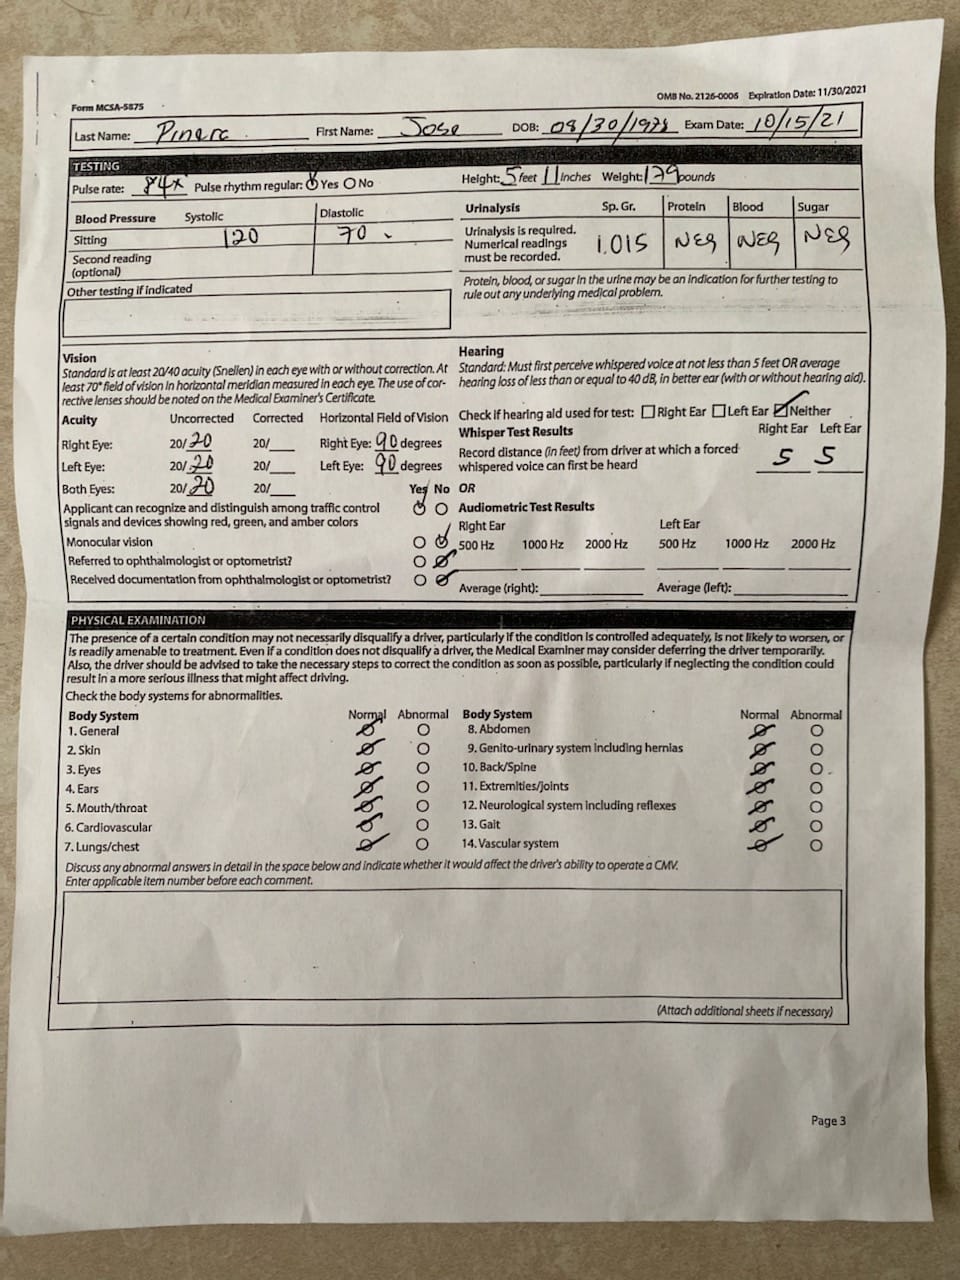 Form MCSA-5875
OMB No. 2126-0006 Expiration Date: 11/30/2021
Last Name: Pinera First Name: Jose DOB: 08/30/1978 Exam Date: 10/15/21
TESTING
Pulse rate: 84x Pulse rhythm regular: Yes No
Height: 5 feet 11 inches Weight: 179 pounds
Blood Pressure Systolic Diastolic
Sitting 120 70
Second reading
(optional)
Other testing if indicated
Urinalysis Sp. Gr. Protein Blood Sugar
Urinalysis is required.
Numerical readings
must be recorded.
1.015 NEG NEG NEG
Protein, blood, or sugar in the urine may be an indication for further testing to
rule out any underlying medical problem.
Vision
Standard is at least 20/40 acuity (Snellen) in each eye with or without correction. At
least 70° field of vision in horizontal meridian measured in each eye. The use of cor-
rective lenses should be noted on the Medical Examiner's Certificate.
Acuity Uncorrected Corrected Horizontal Field of Vision
Right Eye: 20/20 20/ Right Eye: 90 degrees
Left Eye: 20/20 20/ Left Eye: 90 degrees
Both Eyes: 20/20 20/
Yes No
Applicant can recognize and distinguish among traffic control
signals and devices showing red, green, and amber colors
Monocular vision
Referred to ophthalmologist or optometrist?
Received documentation from ophthalmologist or optometrist?
Hearing
Standard: Must first perceive whispered voice at not less than 5 feet OR average
hearing loss of less than or equal to 40 dB, in better ear (with or without hearing aid).
Check if hearing aid used for test: Right Ear Left Ear Neither
Whisper Test Results Right Ear Left Ear
Record distance (in feet) from driver at which a forced
whispered voice can first be heard 5 5
OR
Audiometric Test Results
Right Ear Left Ear
500 Hz 1000 Hz 2000 Hz 500 Hz 1000 Hz 2000 Hz
Average (right): Average (left):
PHYSICAL EXAMINATION
The presence of a certain condition may not necessarily disqualify a driver, particularly if the condition is controlled adequately, is not likely to worsen, or
is readily amenable to treatment. Even if a condition does not disqualify a driver, the Medical Examiner may consider deferring the driver temporarily.
Also, the driver should be advised to take the necessary steps to correct the condition as soon as possible, particularly if neglecting the condition could
result in a more serious illness that might affect driving.
Check the body systems for abnormalities.
Body System Normal Abnormal Body System Normal Abnormal
1. General 8. Abdomen
2. Skin 9. Genito-urinary system including hernias
3. Eyes 10. Back/Spine
4. Ears 11. Extremities/joints
5. Mouth/throat 12. Neurological system including reflexes
6. Cardiovascular 13. Gait
7. Lungs/chest 14. Vascular system
Discuss any abnormal answers in detail in the space below and indicate whether it would affect the driver's ability to operate a CMV.
Enter applicable item number before each comment.
(Attach additional sheets if necessary)
Page 3